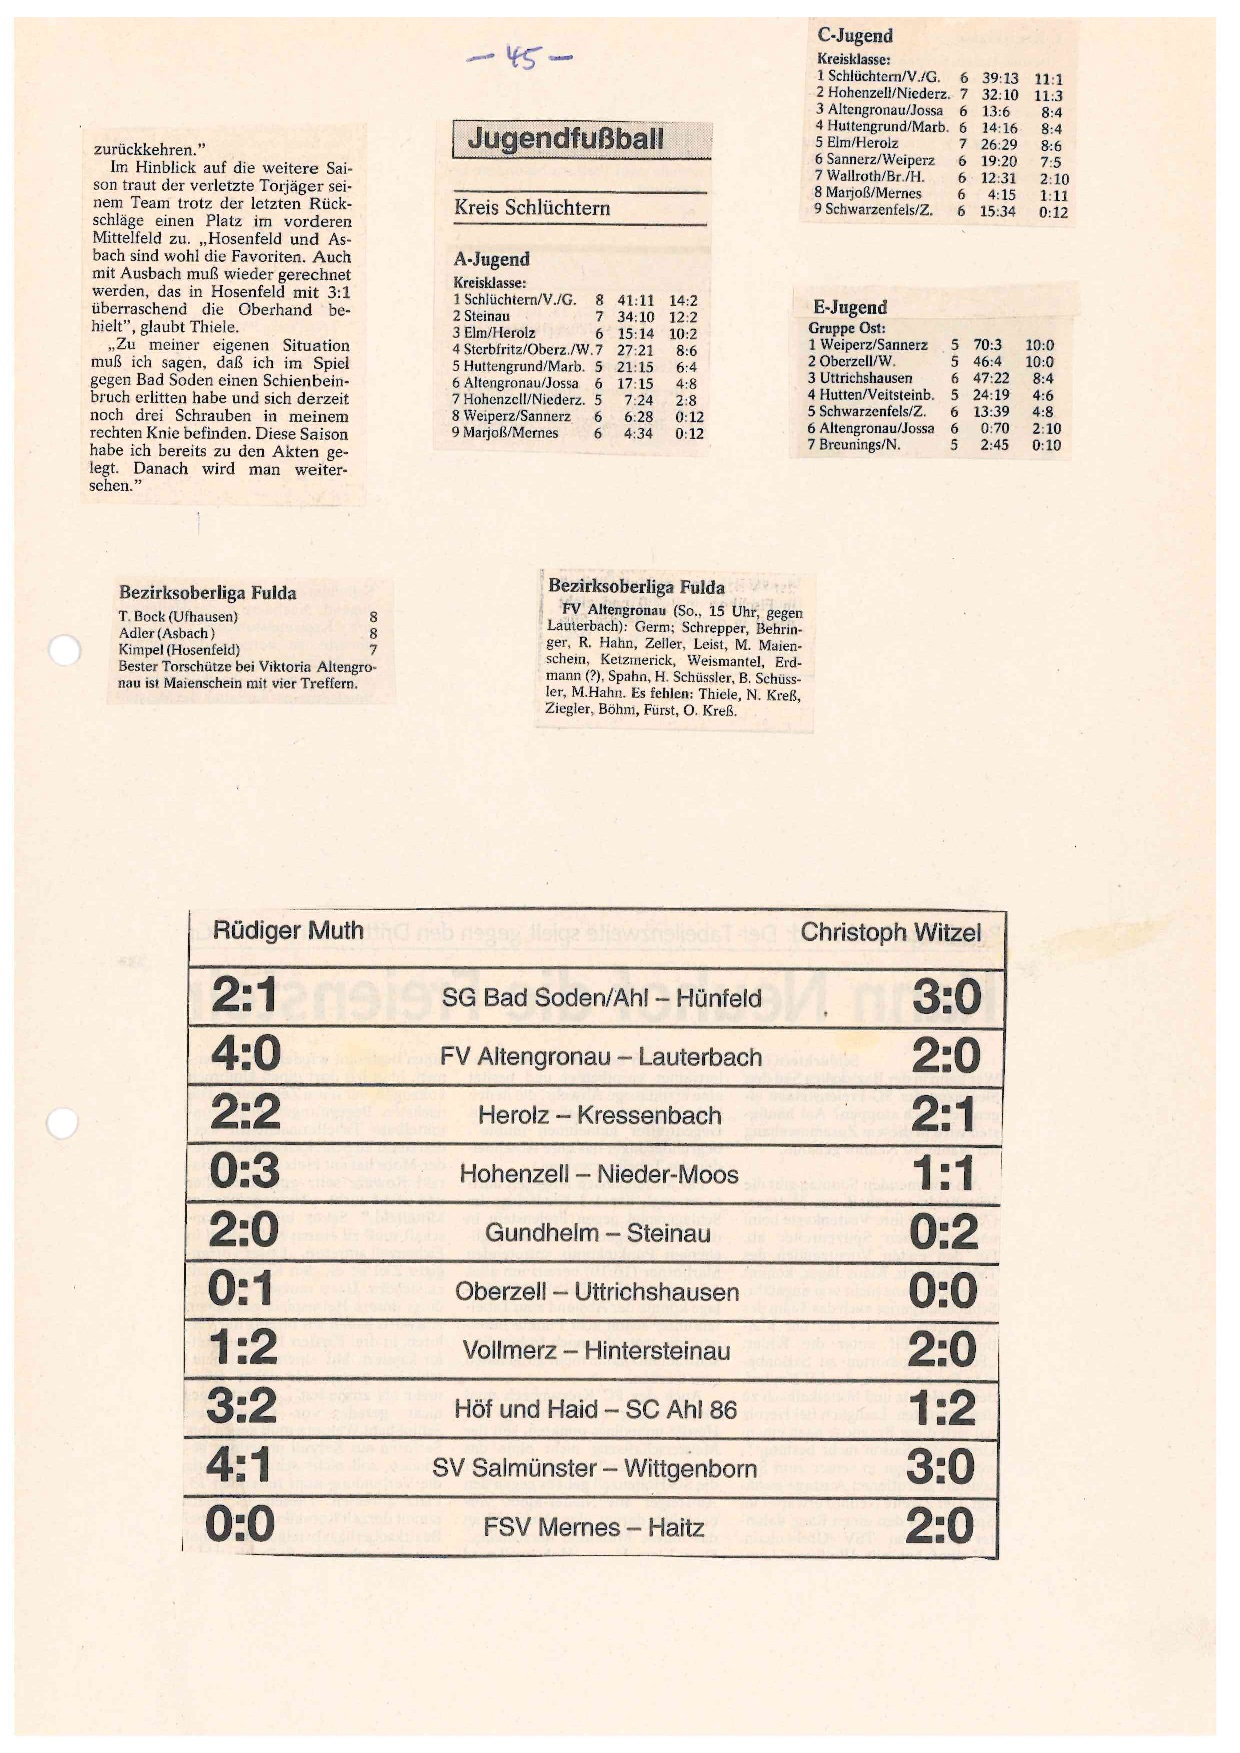 – 45 –
zurückkehren.”
Im Hinblick auf die weitere Sai-
son traut der verletzte Torjäger sei-
nem Team trotz der letzten Rück-
schläge einen Platz im vorderen
Mittelfeld zu. „Hosenfeld und As-
bach sind wohl die Favoriten. Auch
mit Ausbach muß wieder gerechnet
werden, das in Hosenfeld mit 3:1
überraschend die Oberhand be-
hielt”, glaubt Thiele.
„Zu meiner eigenen Situation
muß ich sagen, daß ich im Spiel
gegen Bad Soden einen Schienbein-
bruch erlitten habe und sich derzeit
noch drei Schrauben in meinem
rechten Knie befinden. Diese Saison
habe ich bereits zu den Akten ge-
legt. Danach wird man weiter-
sehen.”
Jugendfußball
Kreis Schlüchtern
A-Jugend
Kreisklasse:
1 Schlüchtern/V./G. 8 41:11 14:2
2 Steinau 7 34:10 12:2
3 Elm/Herolz 6 15:14 10:2
4 Sterbfritz/Oberz./W. 7 27:21 8:6
5 Huttengrund/Marb. 5 21:15 6:4
6 Altengronau/Jossa 6 17:15 4:8
7 Hohenzell/Niederz. 5 7:24 2:8
8 Weiperz/Sannerz 6 6:28 0:12
9 Marjoß/Mernes 6 4:34 0:12
C-Jugend
Kreisklasse:
1 Schlüchtern/V./G. 6 39:13 11:1
2 Hohenzell/Niederz. 7 32:10 11:3
3 Altengronau/Jossa 6 13:6 8:4
4 Huttengrund/Marb. 6 14:16 8:4
5 Elm/Herolz 7 26:29 8:6
6 Sannerz/Weiperz 6 19:20 7:5
7 Wallroth/Br./H. 6 12:31 2:10
8 Marjoß/Mernes 6 4:15 1:11
9 Schwarzenfels/Z. 6 15:34 0:12
E-Jugend
Gruppe Ost:
1 Weiperz/Sannerz 5 70:3 10:0
2 Oberzell/W. 5 46:4 10:0
3 Uttrichshausen 6 47:22 8:4
4 Hutten/Veitsteinb. 5 24:19 4:6
5 Schwarzenfels/Z. 6 13:39 4:8
6 Altengronau/Jossa 6 0:70 2:10
7 Breunings/N. 5 2:45 0:10
Bezirksoberliga Fulda
T. Bock (Ufhausen) 8
Adler (Asbach) 8
Kimpel (Hosenfeld) 7
Bester Torschütze bei Viktoria Altengro-
nau ist Maienschein mit vier Treffern.
Bezirksoberliga Fulda
FV Altengronau (So., 15 Uhr, gegen
Lauterbach): Germ; Schrepper, Behrin-
ger, R. Hahn, Zeller, Leist, M. Maien-
schein, Ketzmerick, Weismantel, Erd-
mann (?), Spahn, H. Schüssler, B. Schüss-
ler, M.Hahn. Es fehlen: Thiele, N. Kreß,
Ziegler, Böhm, Fürst, O. Kreß.
Rüdiger Muth Christoph Witzel
2:1 SG Bad Soden/Ahl – Hünfeld 3:0
4:0 FV Altengronau – Lauterbach 2:0
2:2 Herolz – Kressenbach 2:1
0:3 Hohenzell – Nieder-Moos 1:1
2:0 Gundhelm – Steinau 0:2
0:1 Oberzell – Uttrichshausen 0:0
1:2 Vollmerz – Hintersteinau 2:0
3:2 Höf und Haid – SC Ahl 86 1:2
4:1 SV Salmünster – Wittgenborn 3:0
0:0 FSV Mernes – Haitz 2:0